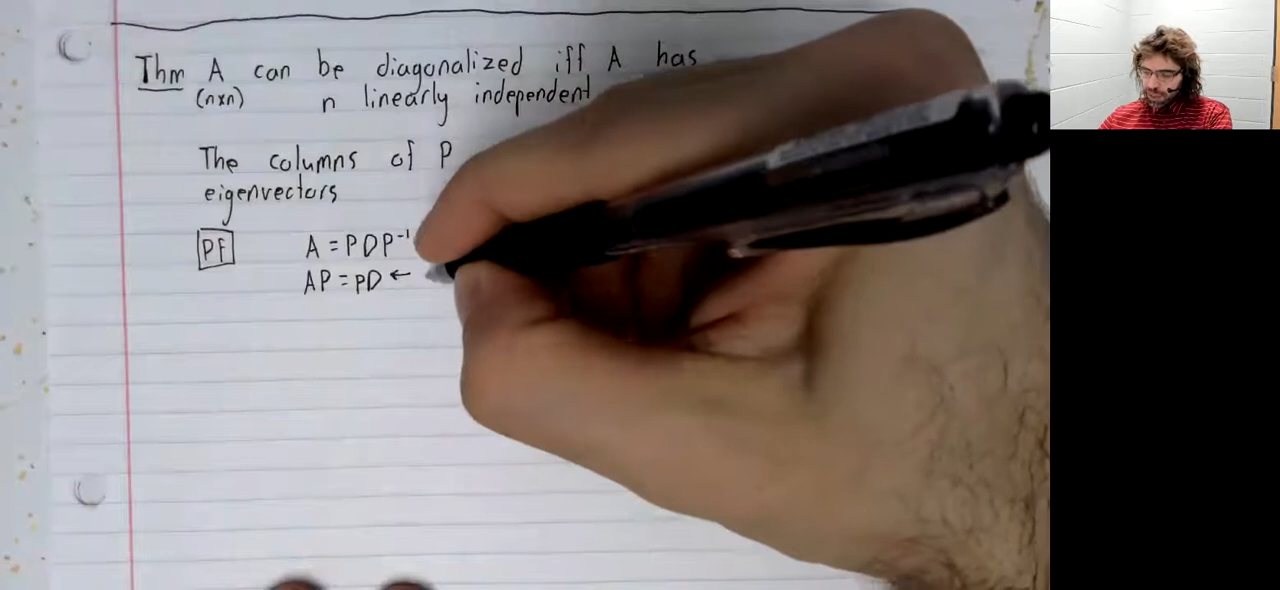 Thm A can be diagonalized iff A has
(n×n) n linearly independent
The columns of P
eigenvectors
PF A = PDP⁻¹
AP = PD ←